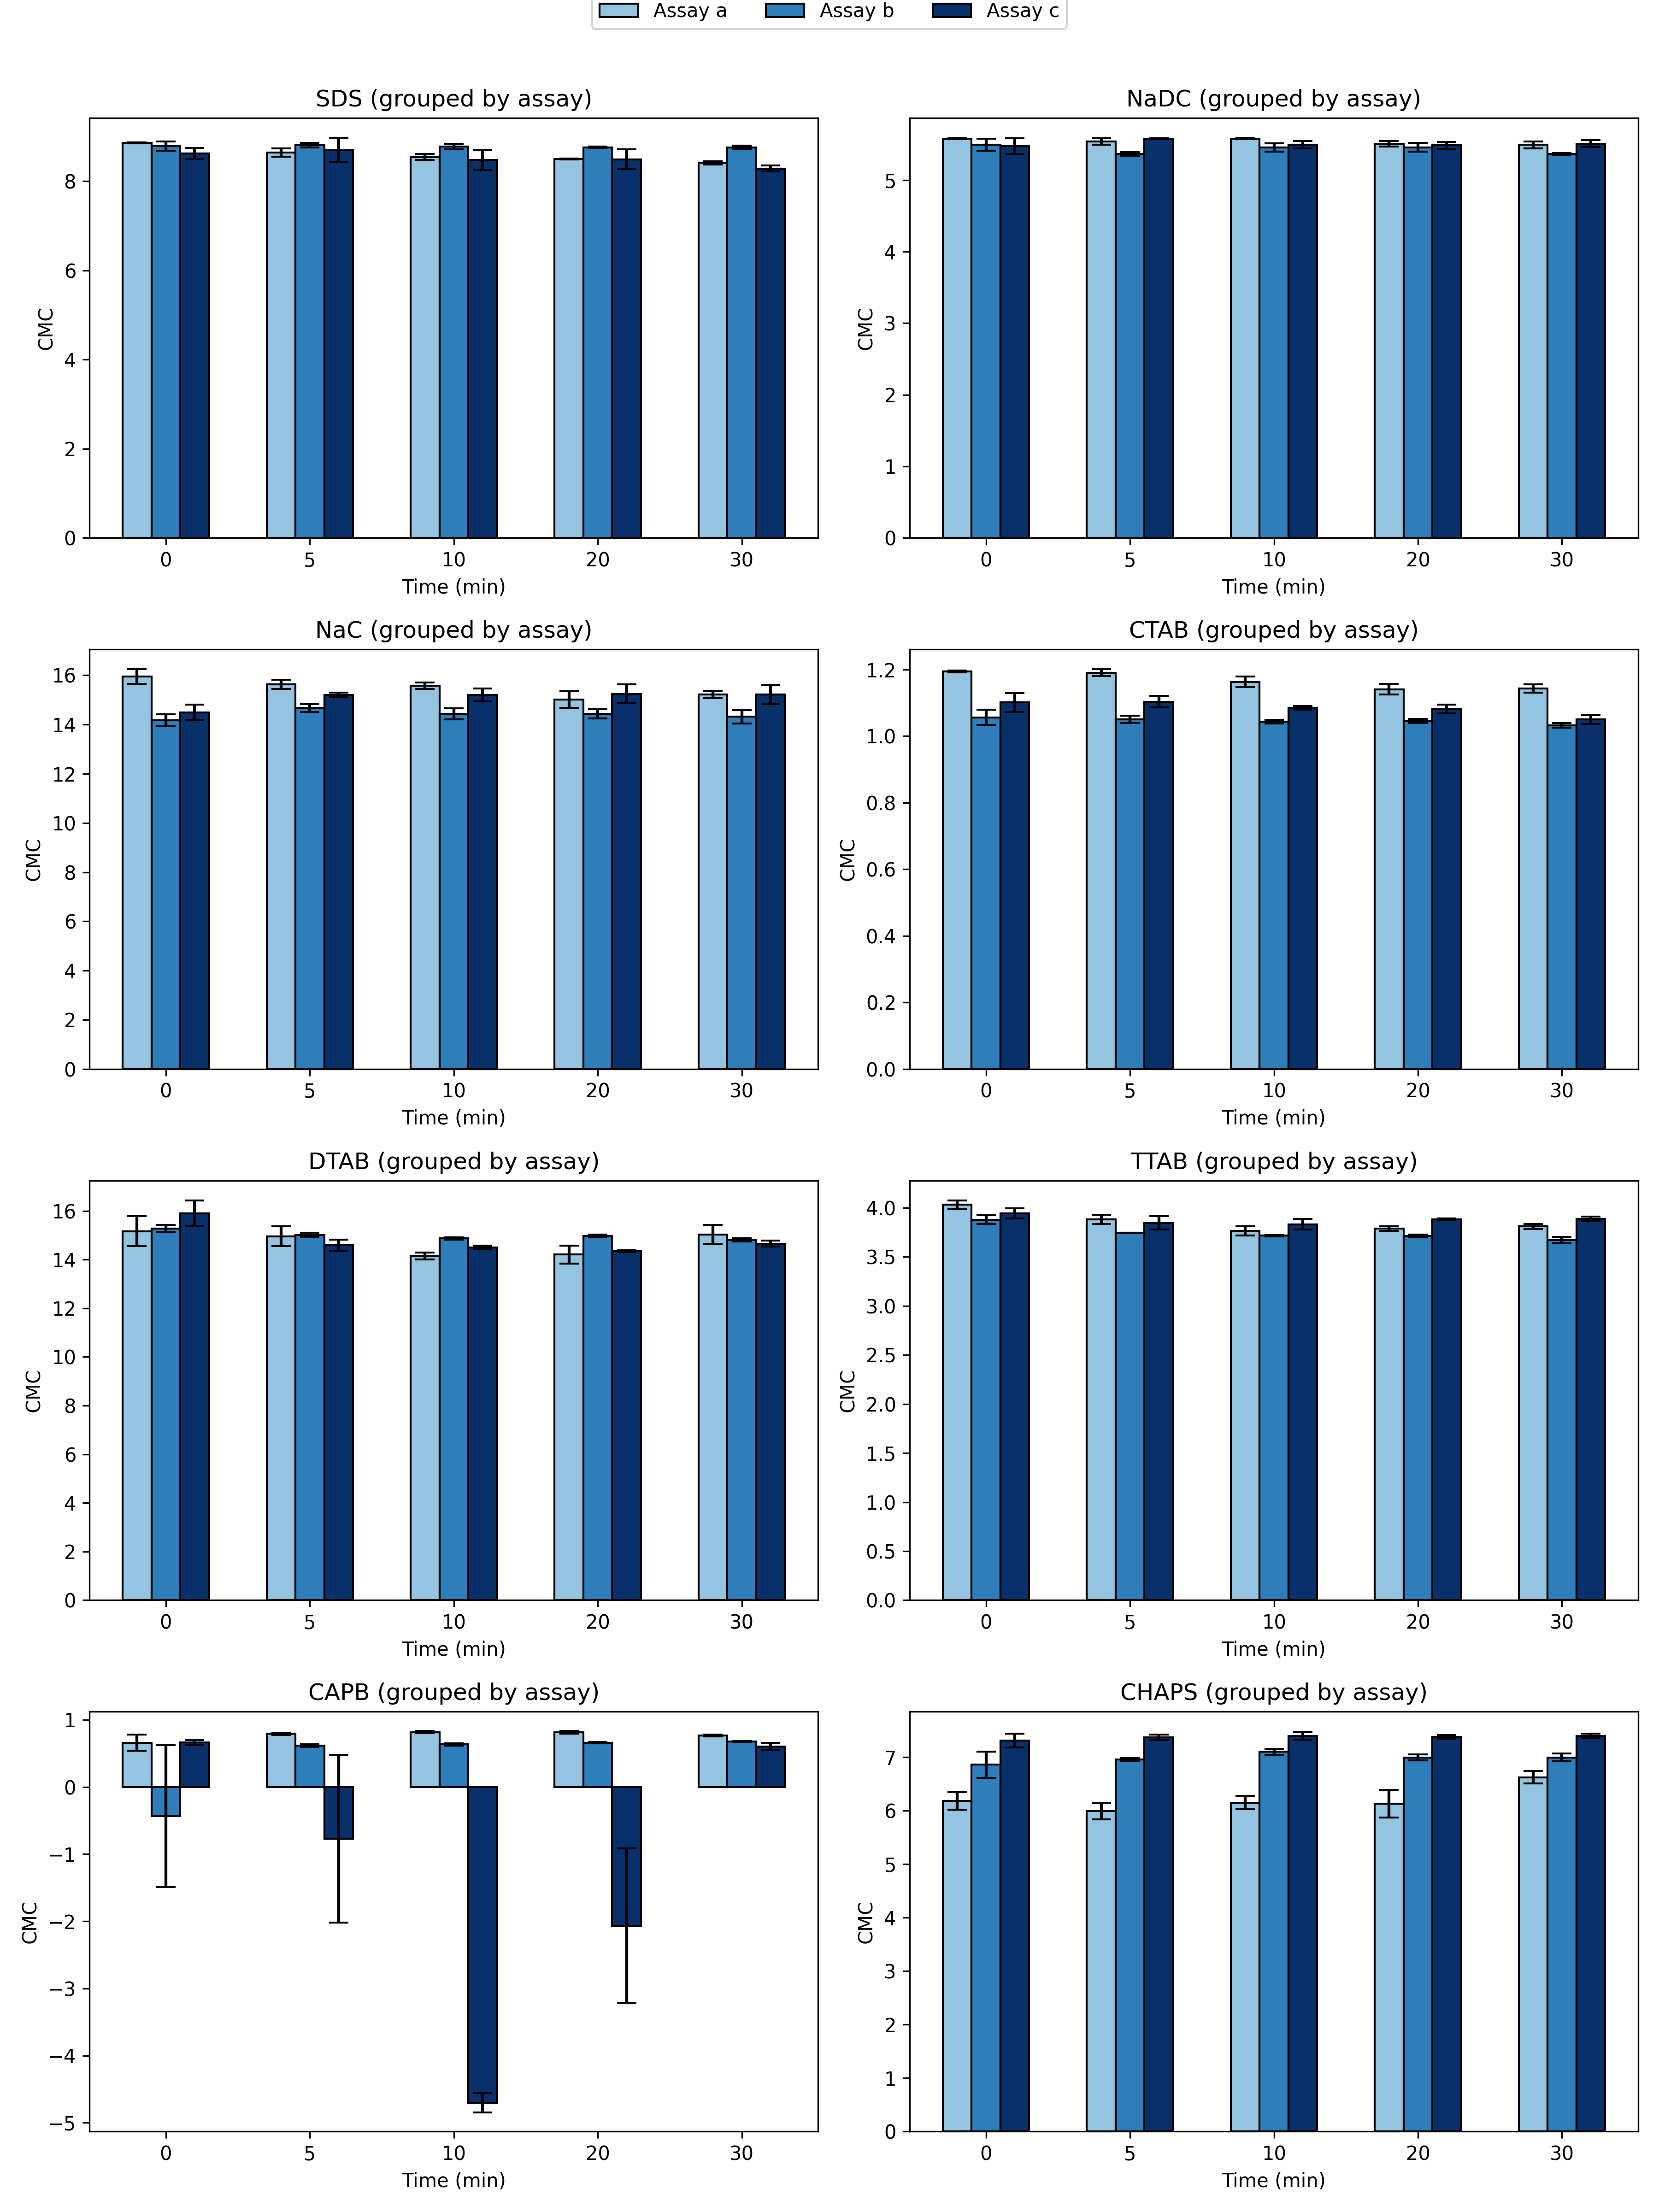 Assay a Assay b Assay c
SDS (grouped by assay)
CMC
8
6
4
2
0
0 5 10 20 30
Time (min)
NaDC (grouped by assay)
CMC
5
4
3
2
1
0
0 5 10 20 30
Time (min)
NaC (grouped by assay)
CMC
16
14
12
10
8
6
4
2
0
0 5 10 20 30
Time (min)
CTAB (grouped by assay)
CMC
1.2
1.0
0.8
0.6
0.4
0.2
0.0
0 5 10 20 30
Time (min)
DTAB (grouped by assay)
CMC
16
14
12
10
8
6
4
2
0
0 5 10 20 30
Time (min)
TTAB (grouped by assay)
CMC
4.0
3.5
3.0
2.5
2.0
1.5
1.0
0.5
0.0
0 5 10 20 30
Time (min)
CAPB (grouped by assay)
CMC
1
0
−1
−2
−3
−4
−5
0 5 10 20 30
Time (min)
CHAPS (grouped by assay)
CMC
7
6
5
4
3
2
1
0
0 5 10 20 30
Time (min)